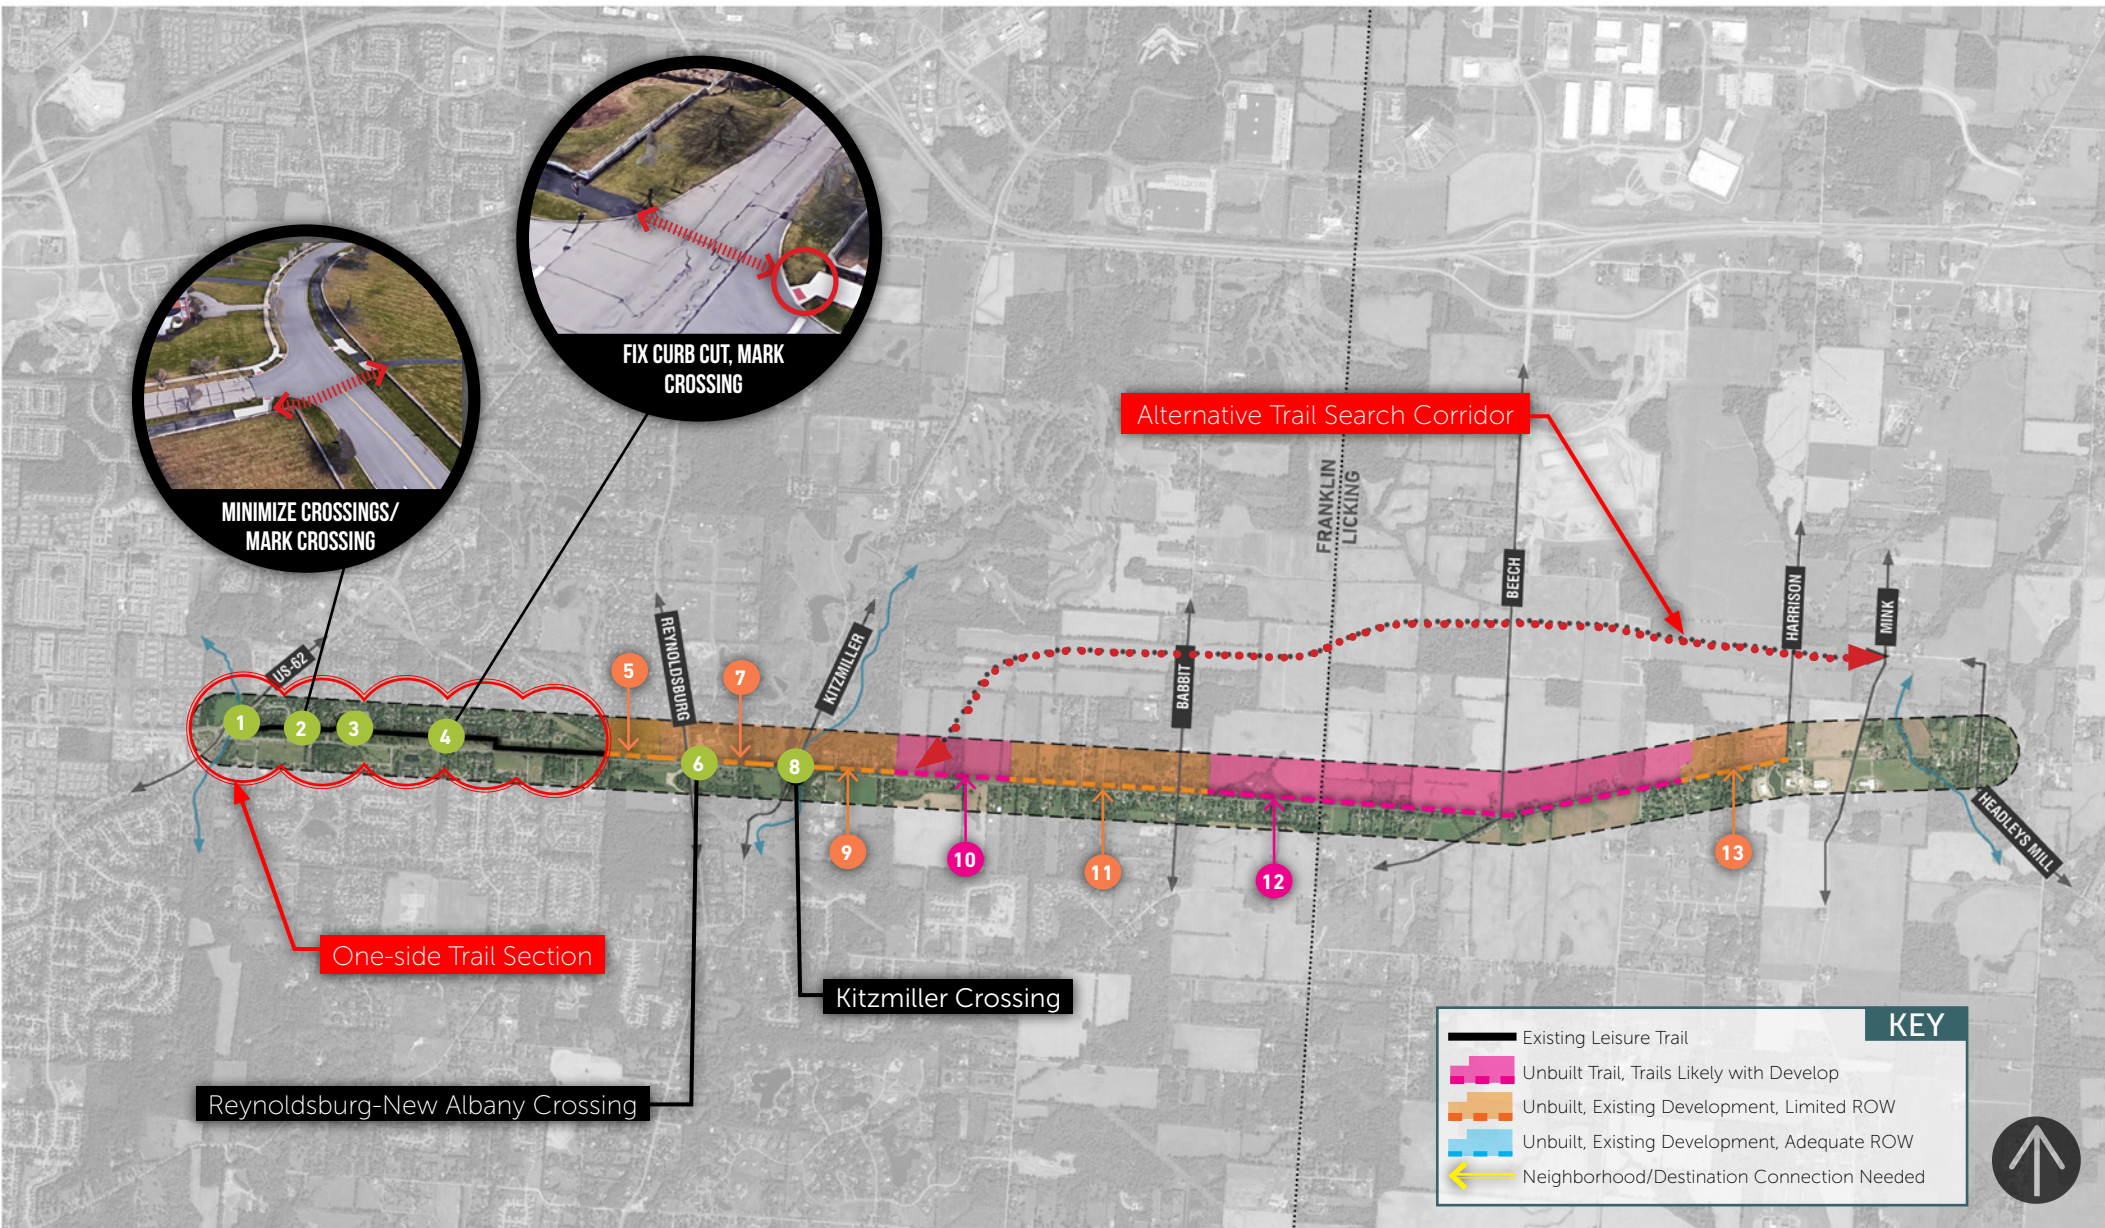 FIX CURB CUT, MARK
CROSSING
MINIMIZE CROSSINGS/
MARK CROSSING
Alternative Trail Search Corridor
FRANKLIN
LICKING
BEECH
HARRISON
MINK
US-62
REYNOLDSBURG
KITZMILLER
BABBIT
HEADLEYS MILL
1
2
3
4
5
6
7
8
9
10
11
12
13
One-side Trail Section
Kitzmiller Crossing
Reynoldsburg-New Albany Crossing
KEY
Existing Leisure Trail
Unbuilt Trail, Trails Likely with Develop
Unbuilt, Existing Development, Limited ROW
Unbuilt, Existing Development, Adequate ROW
Neighborhood/Destination Connection Needed